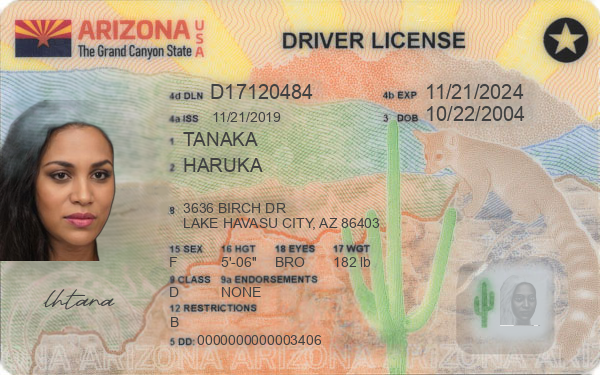 ARIZONA USA
The Grand Canyon State
DRIVER LICENSE
4d DLN D17120484 4b EXP 11/21/2024
4a ISS 11/21/2019 3 DOB 10/22/2004
1 TANAKA
2 HARUKA
8 3636 BIRCH DR
LAKE HAVASU CITY, AZ 86403
15 SEX 16 HGT 18 EYES 17 WGT
F 5'-06" BRO 182 lb
9 CLASS 9a ENDORSEMENTS
D NONE
12 RESTRICTIONS
B
5 DD: 0000000000003406
ARIZONA ARIZONA ARIZONA ARIZONA